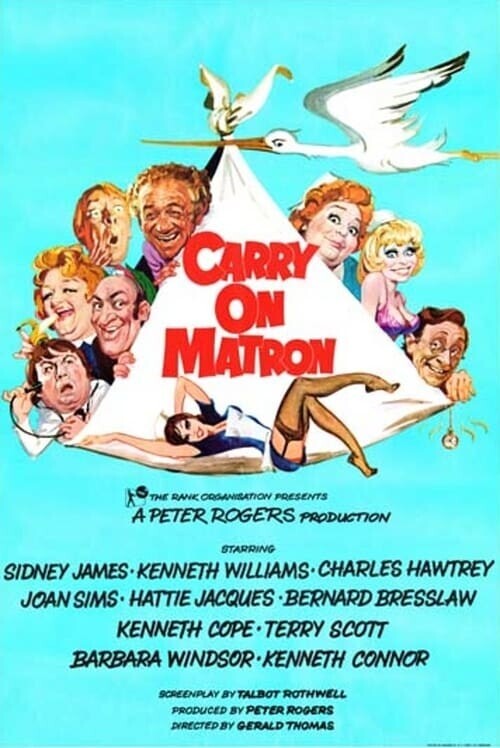 CARRY
ON
MATRON
THE RANK ORGANISATION PRESENTS
A PETER ROGERS PRODUCTION
STARRING
SIDNEY JAMES · KENNETH WILLIAMS · CHARLES HAWTREY
JOAN SIMS · HATTIE JACQUES · BERNARD BRESSLAW
KENNETH COPE · TERRY SCOTT
BARBARA WINDSOR · KENNETH CONNOR
SCREENPLAY BY TALBOT ROTHWELL
PRODUCED BY PETER ROGERS
DIRECTED BY GERALD THOMAS